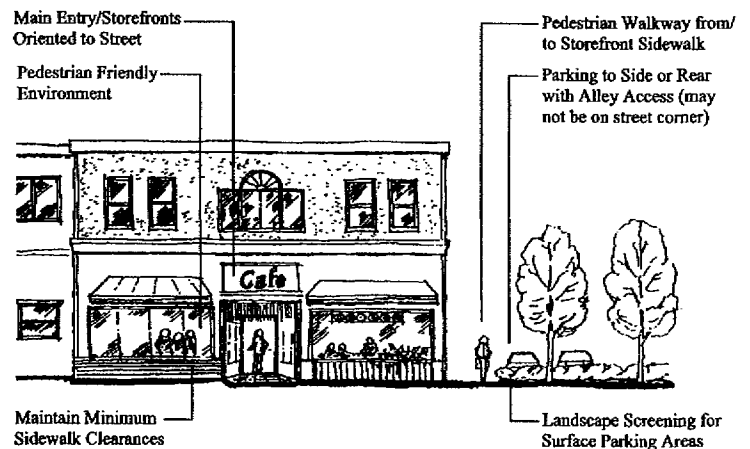 Main Entry/Storefronts
Oriented to Street
Pedestrian Friendly
Environment
Pedestrian Walkway from/
to Storefront Sidewalk
Parking to Side or Rear
with Alley Access (may
not be on street corner)
Cafe
Maintain Minimum
Sidewalk Clearances
Landscape Screening for
Surface Parking Areas